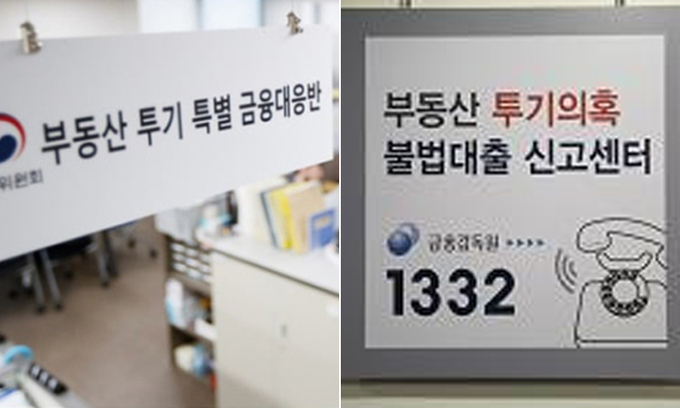 부동산 투기 특별 금융대응반
위원회
부동산 투기의혹
불법대출 신고센터
금융감독원
1332